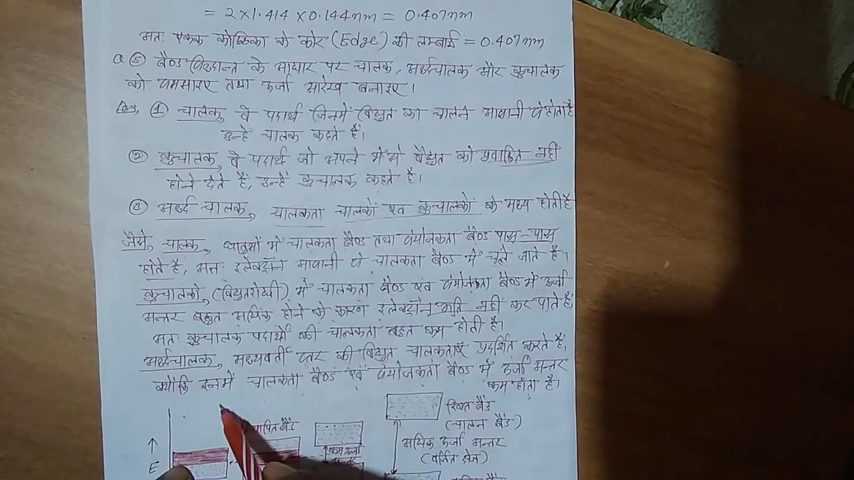 = 2×1.414×0.144nm = 0.407nm
अतः एकक कोष्ठिका के कोर (Edge) की लम्बाई = 0.407nm
Q ⑤ बैण्ड सिद्धान्त के आधार पर चालक, अर्द्धचालक और कुचालक
को समझाइए तथा ऊर्जा आरेख बनाइए।
Ans, ① चालक, वे पदार्थ जिनमें विद्युत का चालन आसानी से होता है
उन्हे चालक कहते हैं।
② कुचालक, वे पदार्थ जो अपने में से वैद्युत को प्रवाहित नहीं
होने देते हैं, उन्हें कुचालक कहते है।
③ अर्द्ध चालक, चालकता चालकों एवं कुचालकों के मध्य होती है
जैसे, चालक, धातुओं में चालकता बैण्ड तथा संयोजकता बैण्ड पास-पास
होते है, अतः इलेक्ट्रॉन आसानी से चालकता बैण्ड में चले जाते है।
कुचालको, (विद्युतरोधी) में चालकता बैण्ड एवं संयोजकता बैण्ड में ऊर्जा
अन्तर बहुत अधिक होने के कारण इलेक्ट्रॉन गति नहीं कर पाते हैं,
अतः कुचालक पदार्थों की चालकता बहुत कम होती है।
अर्द्धचालक, मध्यवर्ती स्तर की विद्युत चालकताएं प्रदर्शित करते है,
क्योंकि इनमें चालकता बैण्ड एवं संयोजकता बैण्ड में ऊर्जा अन्तर
कम होता है।
रिक्त बैंड
(चालन बैंड)
↑
E
अधिक ऊर्जा अन्तर
(वर्जित क्षेत्र)